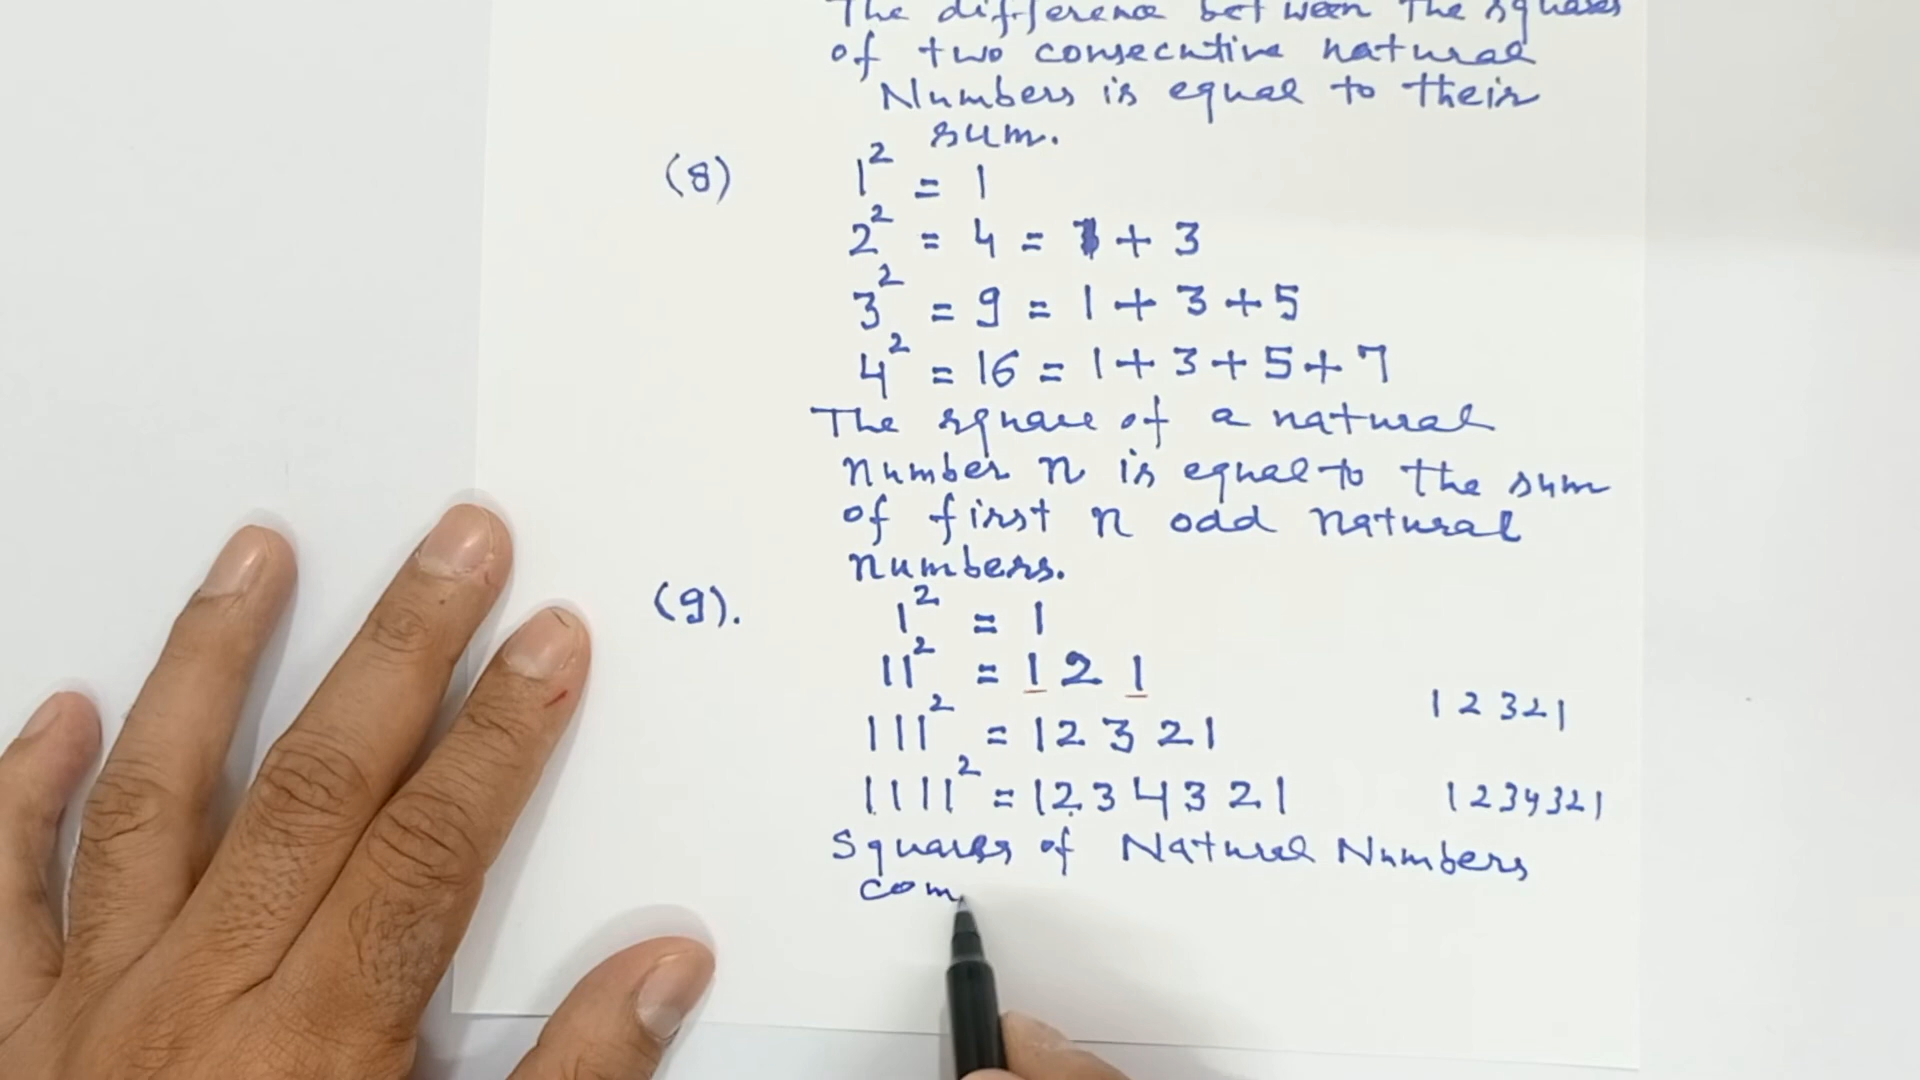 The difference between the squares
of two consecutive natural
Numbers is equal to their
sum.
(8) 1² = 1
2² = 4 = 1 + 3
3² = 9 = 1 + 3 + 5
4² = 16 = 1 + 3 + 5 + 7
The square of a natural
number n is equal to the sum
of first n odd natural
numbers.
(9). 1² = 1
11² = 121
111² = 12321 12321
1111² = 1234321 1234321
Squares of Natural Numbers
com